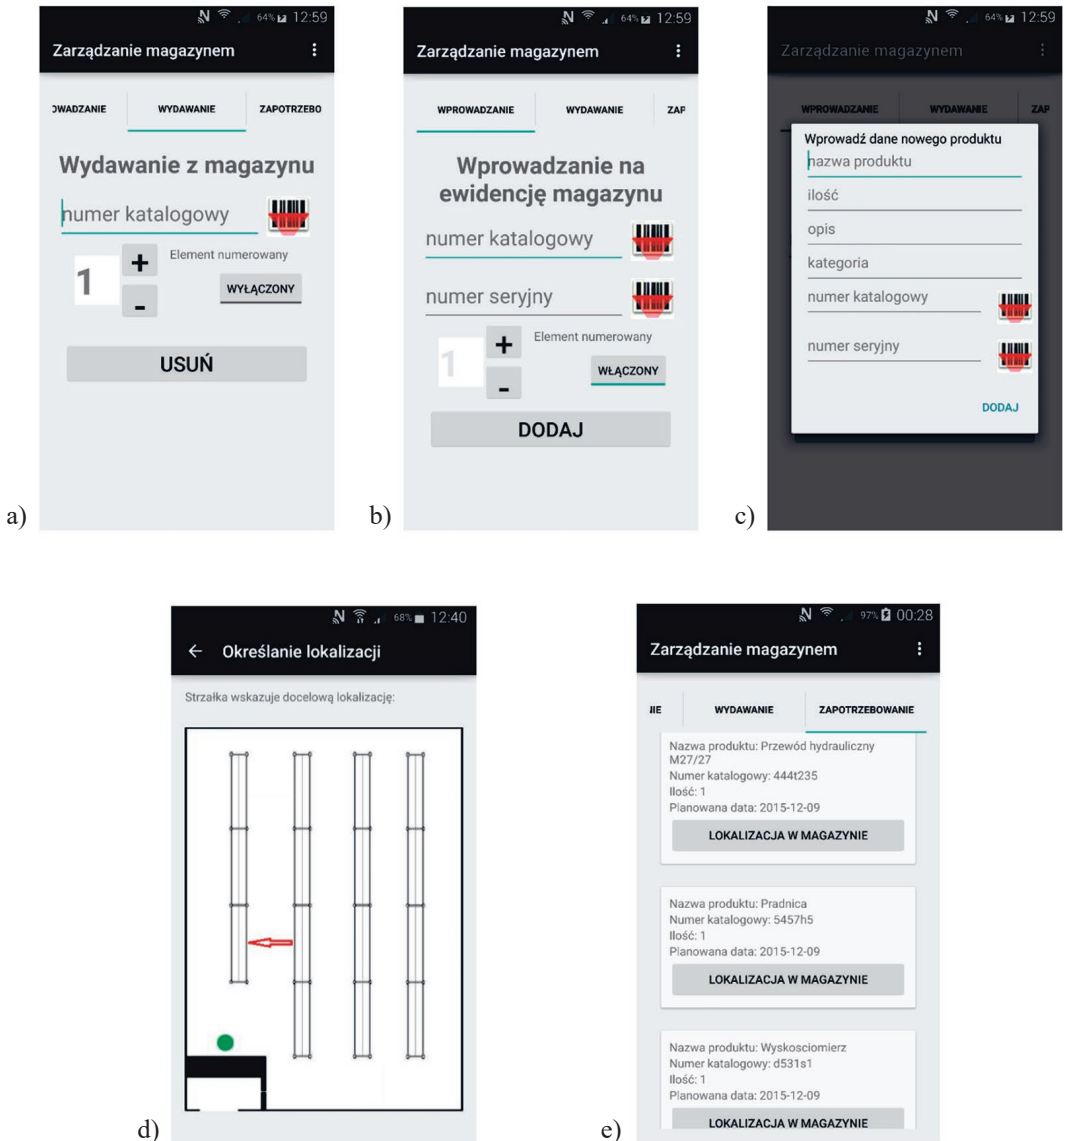 64% 12:59
Zarządzanie magazynem
OWADZANIE WYDAWANIE ZAPOTRZEBO
Wydawanie z magazynu
numer katalogowy
Element numerowany
1 + WYŁĄCZONY
-
USUŃ
a)
64% 12:59
Zarządzanie magazynem
WPROWADZANIE WYDAWANIE ZAP
Wprowadzanie na
ewidencję magazynu
numer katalogowy
numer seryjny
Element numerowany
1 + WŁĄCZONY
-
DODAJ
b)
64% 12:59
Zarządzanie magazynem
WPROWADZANIE WYDAWANIE ZAP
Wprowadź dane nowego produktu
nazwa produktu
ilość
opis
kategoria
numer katalogowy
numer seryjny
DODAJ
c)
68% 12:40
Określanie lokalizacji
Strzałka wskazuje docelową lokalizację:
d)
97% 00:28
Zarządzanie magazynem
NIE WYDAWANIE ZAPOTRZEBOWANIE
Nazwa produktu: Przewód hydrauliczny
M27/27
Numer katalogowy: 444t235
Ilość: 1
Planowana data: 2015-12-09
LOKALIZACJA W MAGAZYNIE
Nazwa produktu: Pradnica
Numer katalogowy: 5457h5
Ilość: 1
Planowana data: 2015-12-09
LOKALIZACJA W MAGAZYNIE
Nazwa produktu: Wyskosciomierz
Numer katalogowy: d531s1
Ilość: 1
Planowana data: 2015-12-09
LOKALIZACJA W MAGAZYNIE
e)